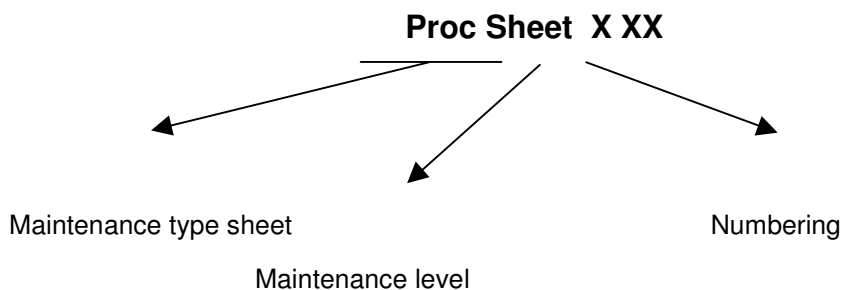 Proc Sheet X XX
Maintenance type sheet
Numbering
Maintenance level